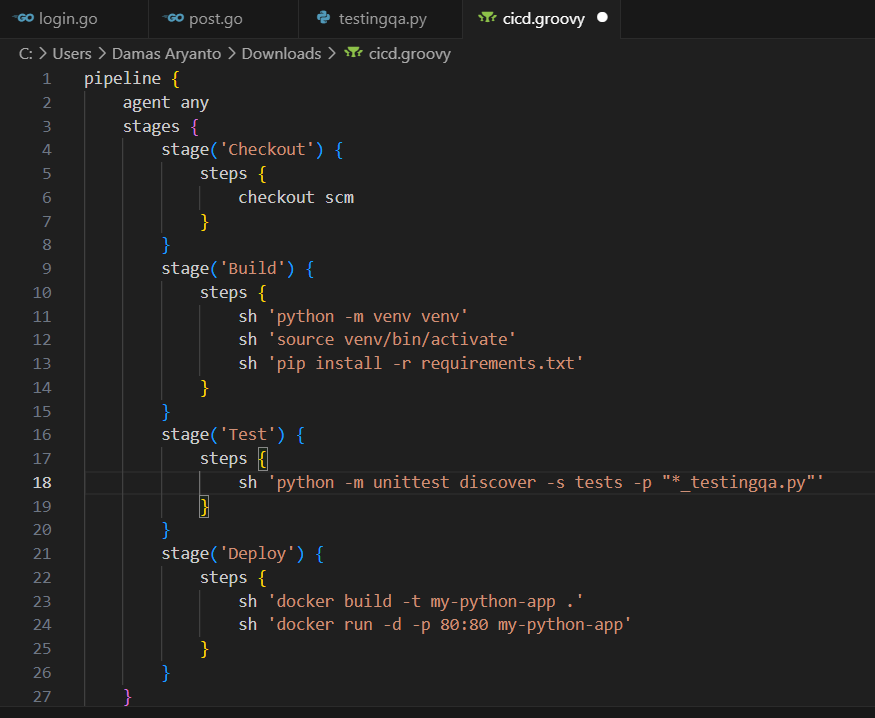 login.go post.go testingqa.py cicd.groovy
C: > Users > Damas Aryanto > Downloads > cicd.groovy
1 pipeline {
2     agent any
3     stages {
4         stage('Checkout') {
5             steps {
6                 checkout scm
7             }
8         }
9         stage('Build') {
10             steps {
11                 sh 'python -m venv venv'
12                 sh 'source venv/bin/activate'
13                 sh 'pip install -r requirements.txt'
14             }
15         }
16         stage('Test') {
17             steps {
18                 sh 'python -m unittest discover -s tests -p "*_testingqa.py"'
19             }
20         }
21         stage('Deploy') {
22             steps {
23                 sh 'docker build -t my-python-app .'
24                 sh 'docker run -d -p 80:80 my-python-app'
25             }
26         }
27     }